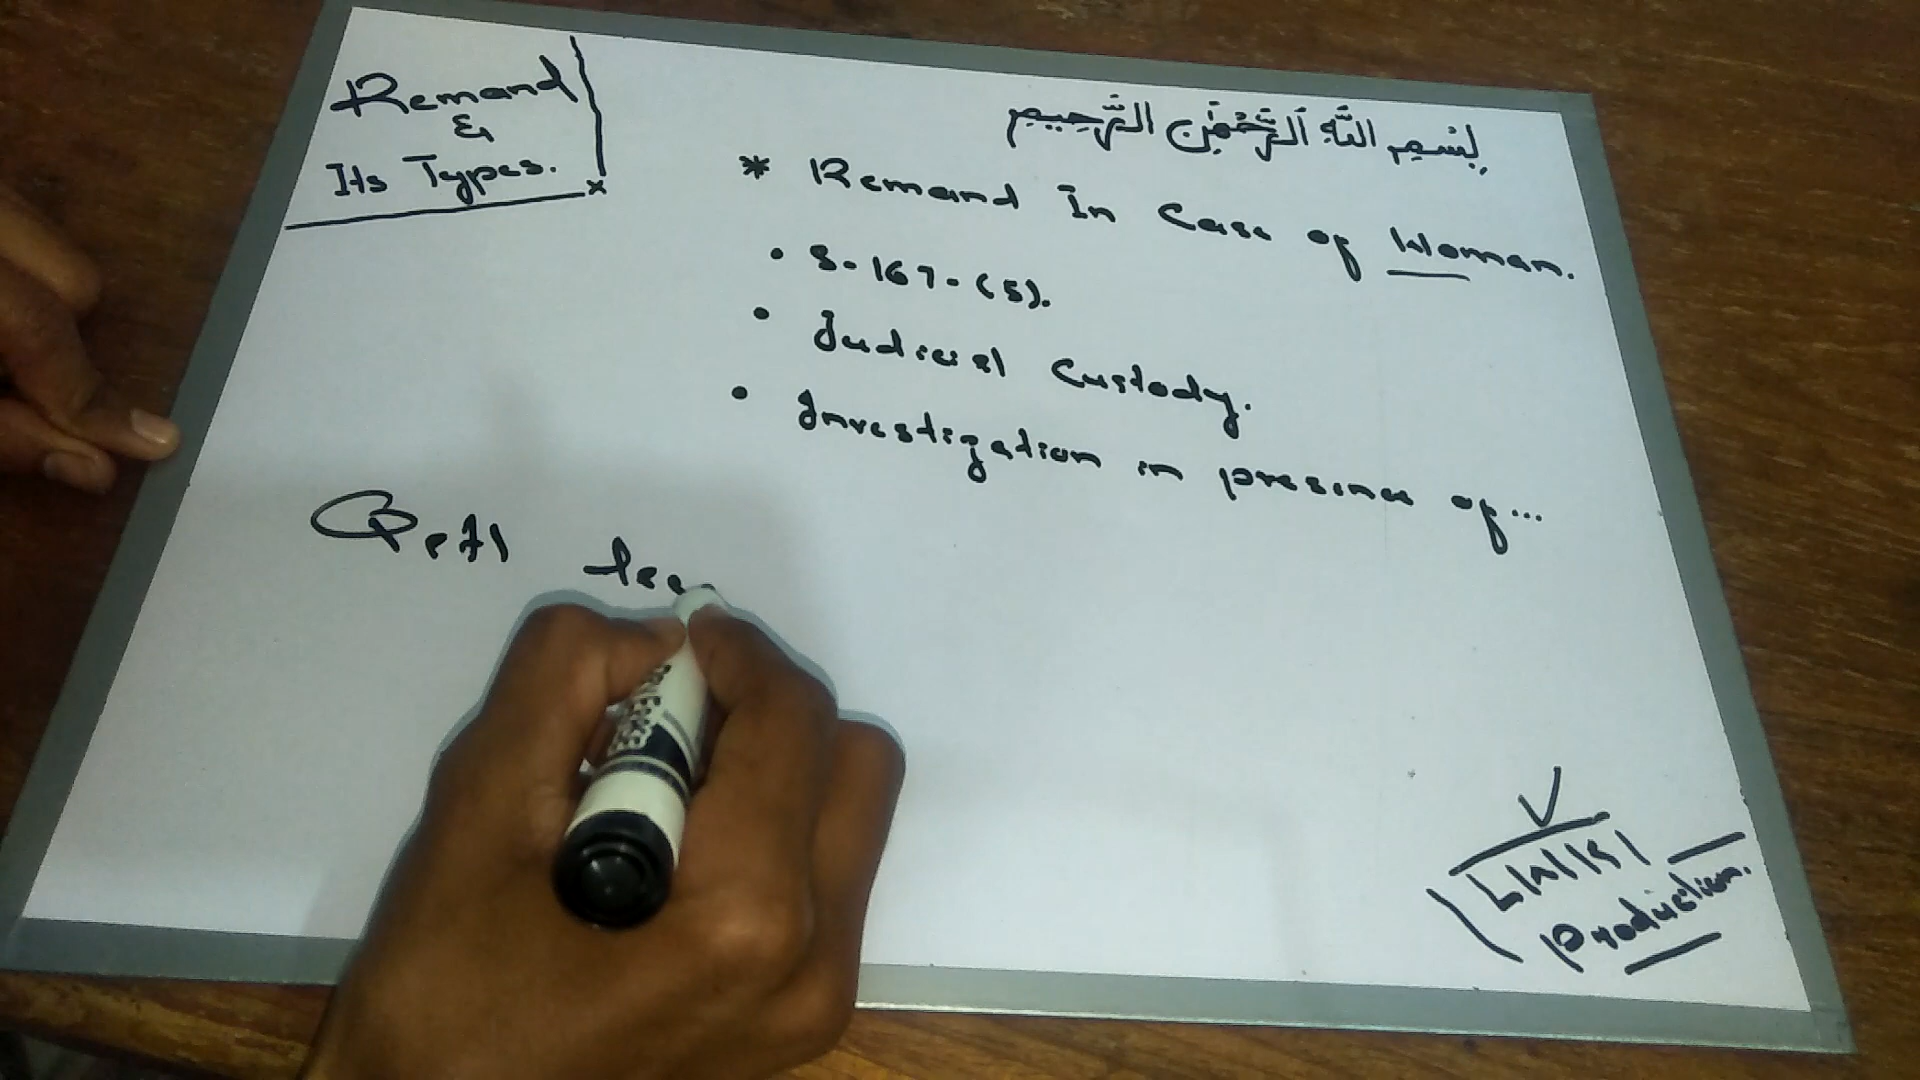 Remand
&
Its Types.
بِسْمِ اللّٰهِ الرَّحْمٰنِ الرَّحِيمِ
* Remand In Case of Woman.
• S-167-(5).
• Judicial Custody.
• Investigation in presence of...
Production.